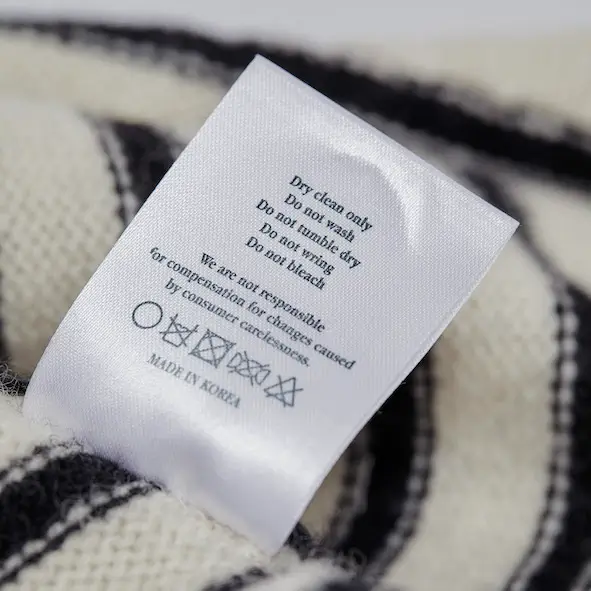 Dry clean only
Do not wash
Do not tumble dry
Do not wring
Do not bleach
We are not responsible
for compensation for changes caused
by consumer carelessness.
MADE IN KOREA